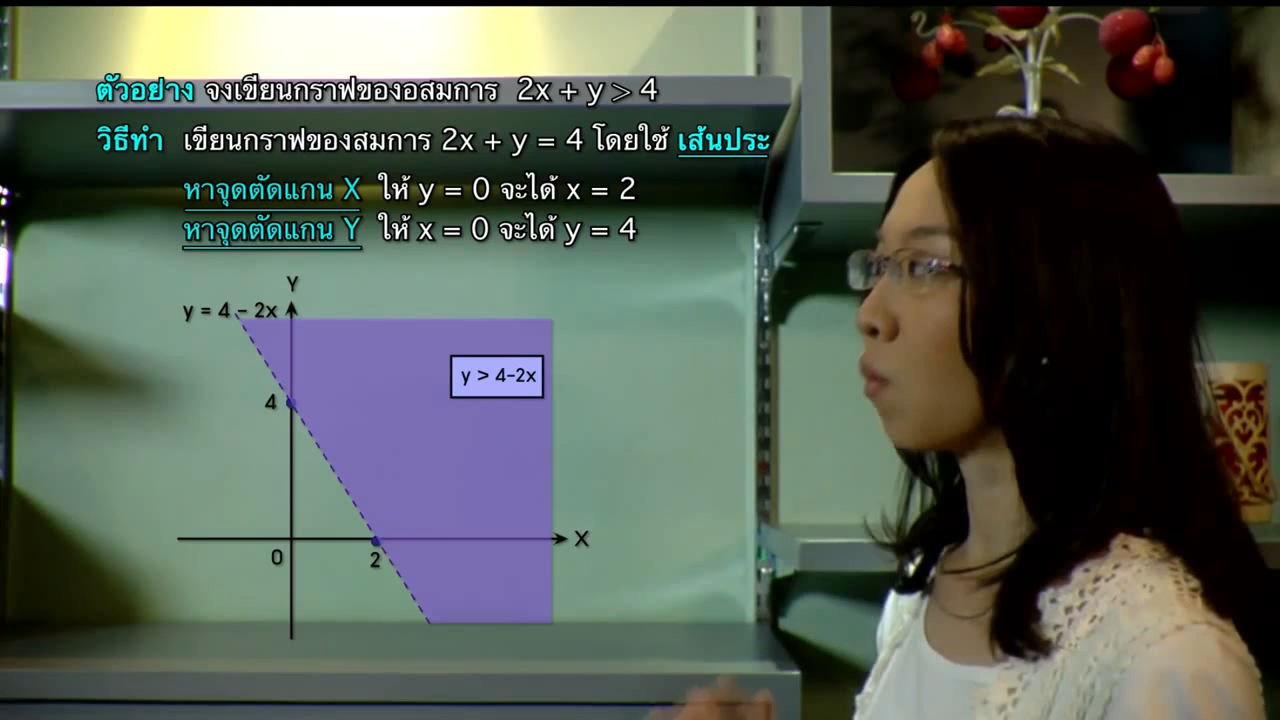 ตัวอย่าง จงเขียนกราฟของอสมการ 2x + y > 4
วิธีทำ เขียนกราฟของสมการ 2x + y = 4 โดยใช้ เส้นประ
หาจุดตัดแกน X ให้ y = 0 จะได้ x = 2
หาจุดตัดแกน Y ให้ x = 0 จะได้ y = 4
Y
y = 4 - 2x
y > 4-2x
4
X
0
2